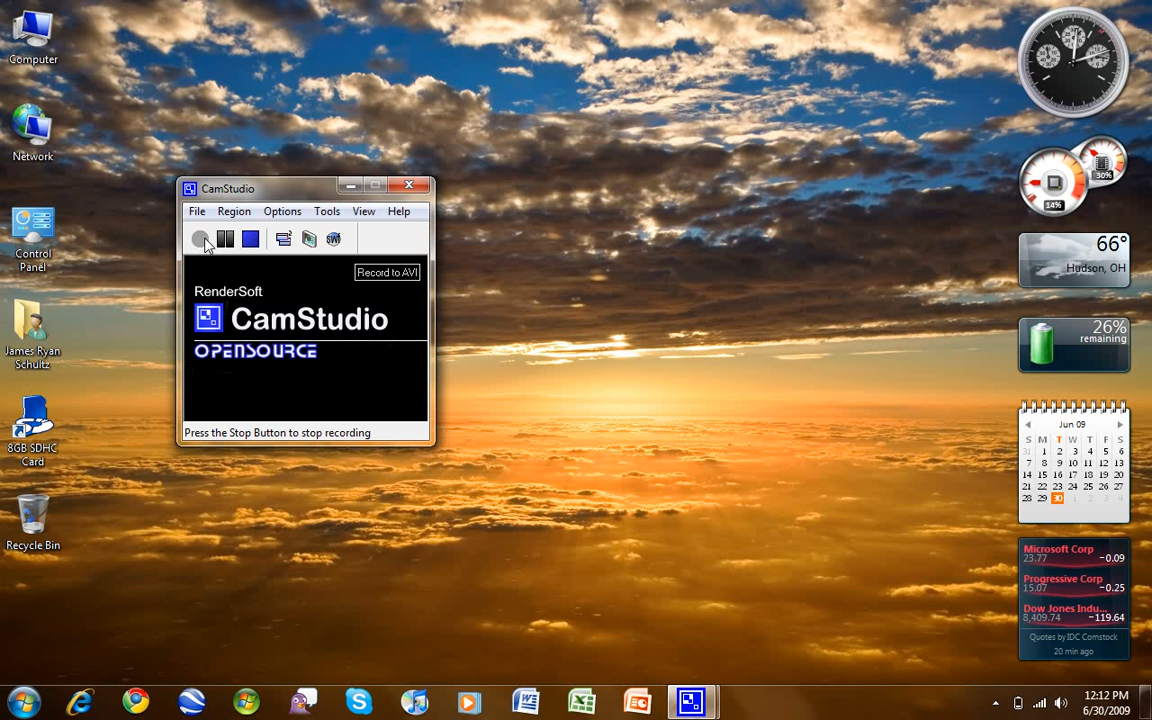 Computer
Network
Control
Panel
James Ryan
Schultz
8GB SDHC
Card
Recycle Bin
CamStudio
File Region Options Tools View Help
SWF
Record to AVI
RenderSoft
CamStudio
OPENSOURCE
Press the Stop Button to stop recording
30%
14%
66°
Hudson, OH
26%
remaining
Jun 09
S M T W T F S
31 1 2 3 4 5 6
7 8 9 10 11 12 13
14 15 16 17 18 19 20
21 22 23 24 25 26 27
28 29 30 1 2 3 4
Microsoft Corp
23.77 -0.09
Progressive Corp
15.07 -0.25
Dow Jones Indu...
8,409.74 -119.64
Quotes by IDC Comstock
20 min ago
12:12 PM
6/30/2009